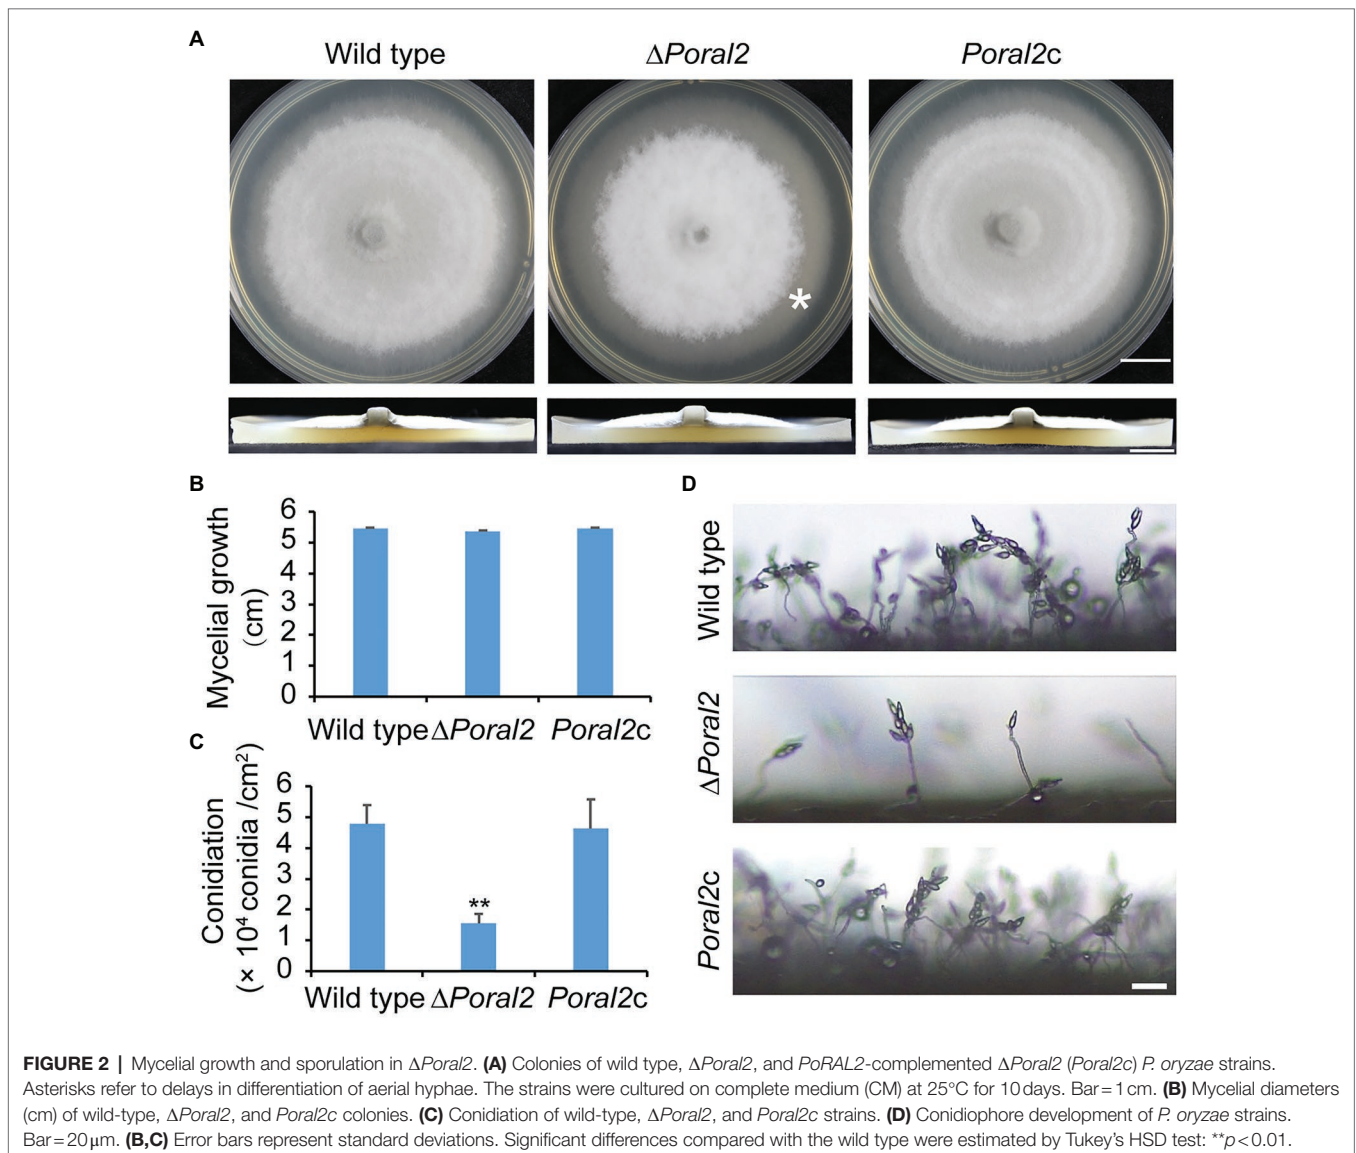 A
Wild type ΔPoral2 Poral2c
*
B
6
5
4
3
2
1
0
Mycelial growth
(cm)
Wild type ΔPoral2 Poral2c
C
6
5
4
3
2
1
0
Conidiation
(× 10⁴ conidia /cm²)
**
Wild type ΔPoral2 Poral2c
D
Wild type
ΔPoral2
Poral2c
FIGURE 2 | Mycelial growth and sporulation in ΔPoral2. (A) Colonies of wild type, ΔPoral2, and PoRAL2-complemented ΔPoral2 (Poral2c) P. oryzae strains.
Asterisks refer to delays in differentiation of aerial hyphae. The strains were cultured on complete medium (CM) at 25°C for 10 days. Bar = 1 cm. (B) Mycelial diameters
(cm) of wild-type, ΔPoral2, and Poral2c colonies. (C) Conidiation of wild-type, ΔPoral2, and Poral2c strains. (D) Conidiophore development of P. oryzae strains.
Bar = 20 μm. (B,C) Error bars represent standard deviations. Significant differences compared with the wild type were estimated by Tukey's HSD test: **p < 0.01.